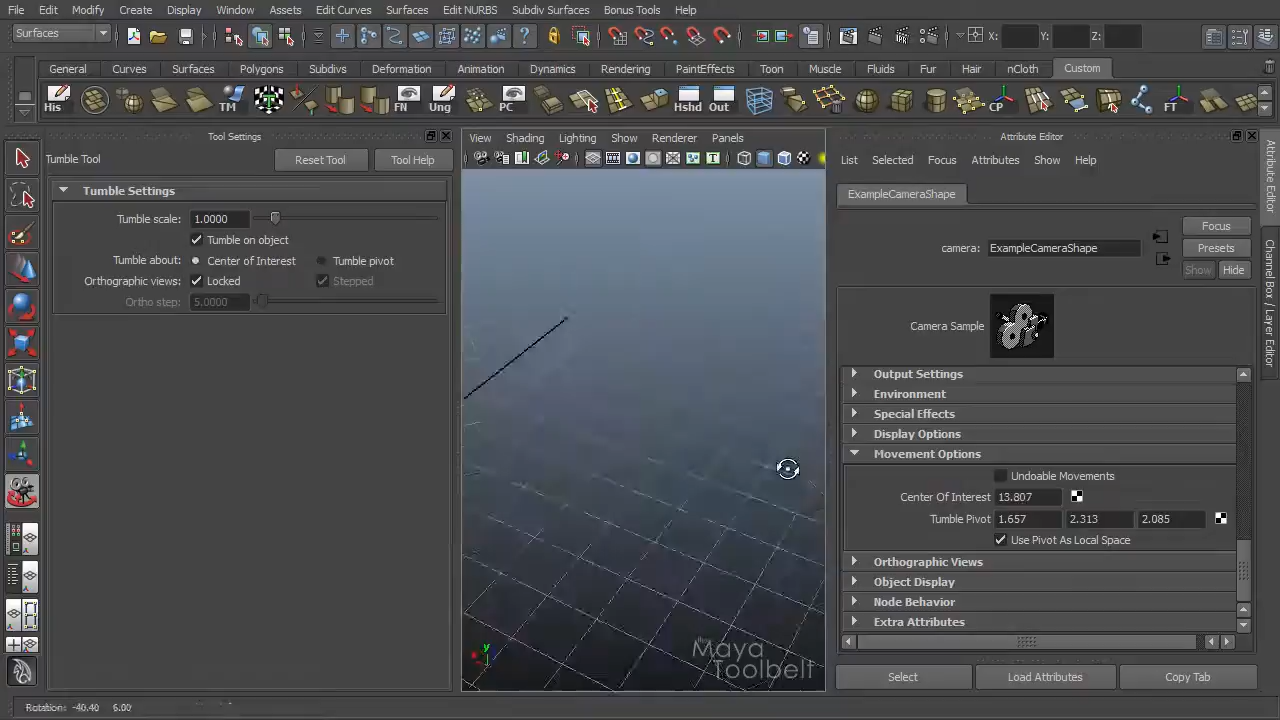 File Edit Modify Create Display Window Assets Edit Curves Surfaces Edit NURBS Subdiv Surfaces Bonus Tools Help
Surfaces X: Y: Z:
General Curves Surfaces Polygons Subdivs Deformation Animation Dynamics Rendering PaintEffects Toon Muscle Fluids Fur Hair nCloth Custom
His TM FN Ung PC Hshd Out CP FT
Tool Settings
Tumble Tool
Reset Tool
Tool Help
Tumble Settings
Tumble scale: 1.0000
Tumble on object
Tumble about: Center of Interest Tumble pivot
Orthographic views: Locked Stepped
Ortho step: 5.0000
View Shading Lighting Show Renderer Panels
y
Maya
Toolbelt
Attribute Editor
List Selected Focus Attributes Show Help
ExampleCameraShape
camera: ExampleCameraShape
Focus
Presets
Show Hide
Camera Sample
Output Settings
Environment
Special Effects
Display Options
Movement Options
Undoable Movements
Center Of Interest 13.807
Tumble Pivot 1.657 2.313 2.085
Use Pivot As Local Space
Orthographic Views
Object Display
Node Behavior
Extra Attributes
Select Load Attributes Copy Tab
Attribute Editor
Channel Box / Layer Editor
Rotation: -40.40 6.00